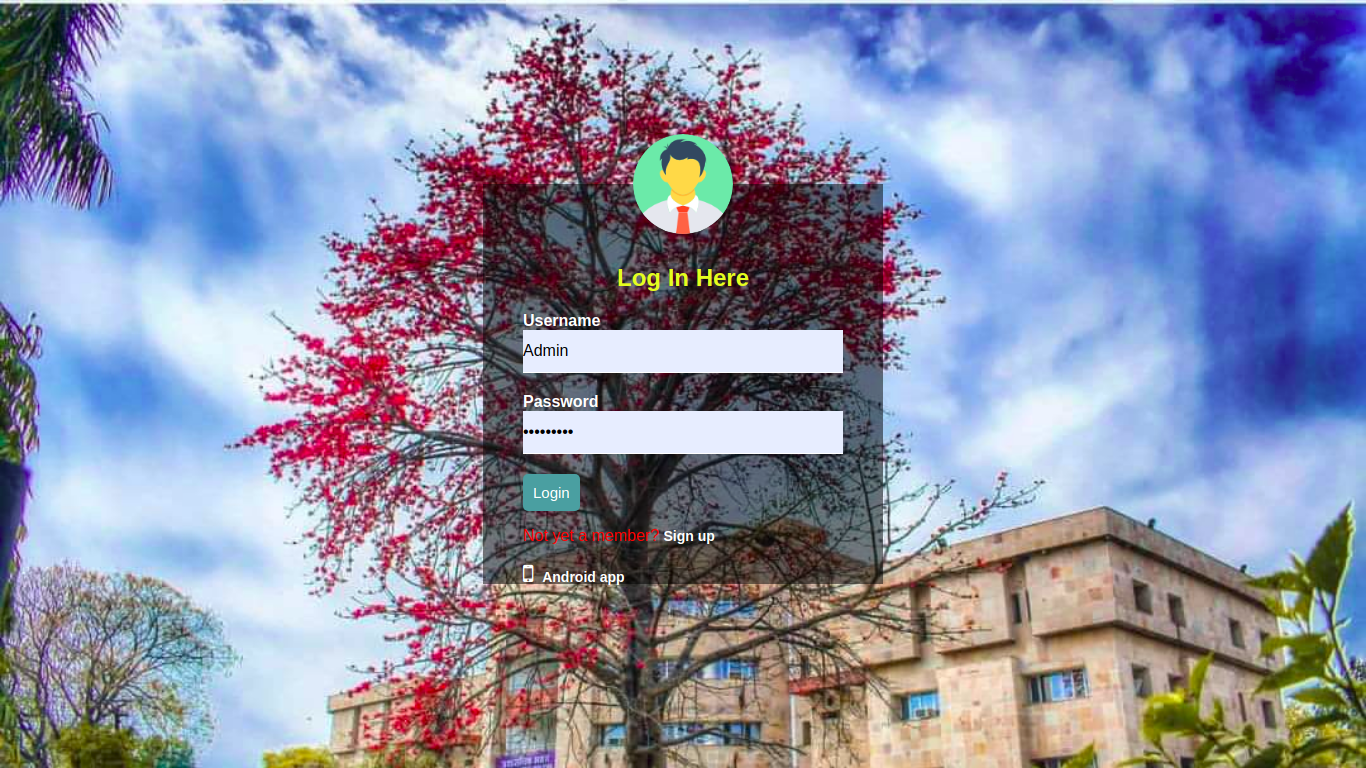 Log In Here
Username
Admin
Password
•••••••••
Login
Not yet a member? Sign up
Android app